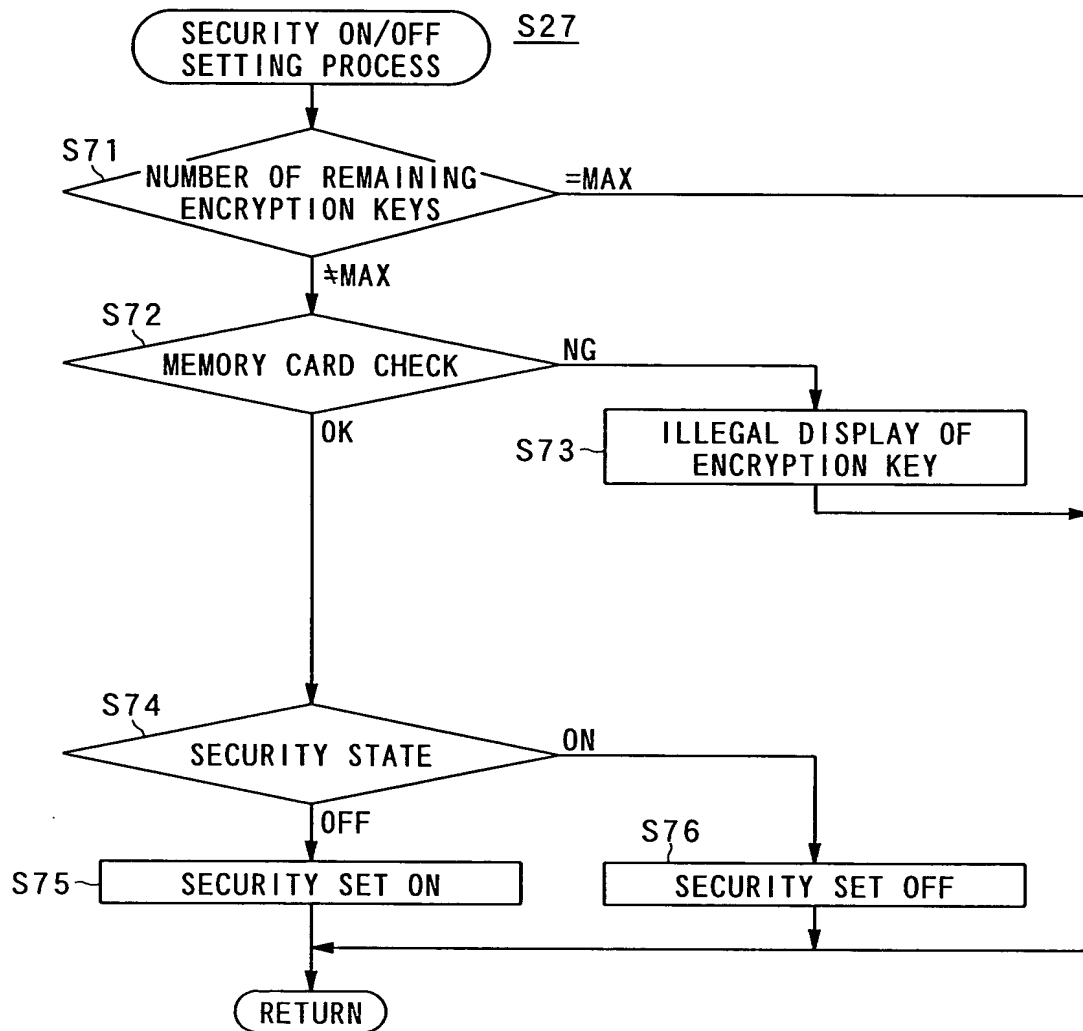 SECURITY ON/OFF
SETTING PROCESS
S27
S71
NUMBER OF REMAINING
ENCRYPTION KEYS
=MAX
≠MAX
S72
MEMORY CARD CHECK
NG
OK
S73
ILLEGAL DISPLAY OF
ENCRYPTION KEY
S74
SECURITY STATE
ON
OFF
S75
SECURITY SET ON
S76
SECURITY SET OFF
RETURN